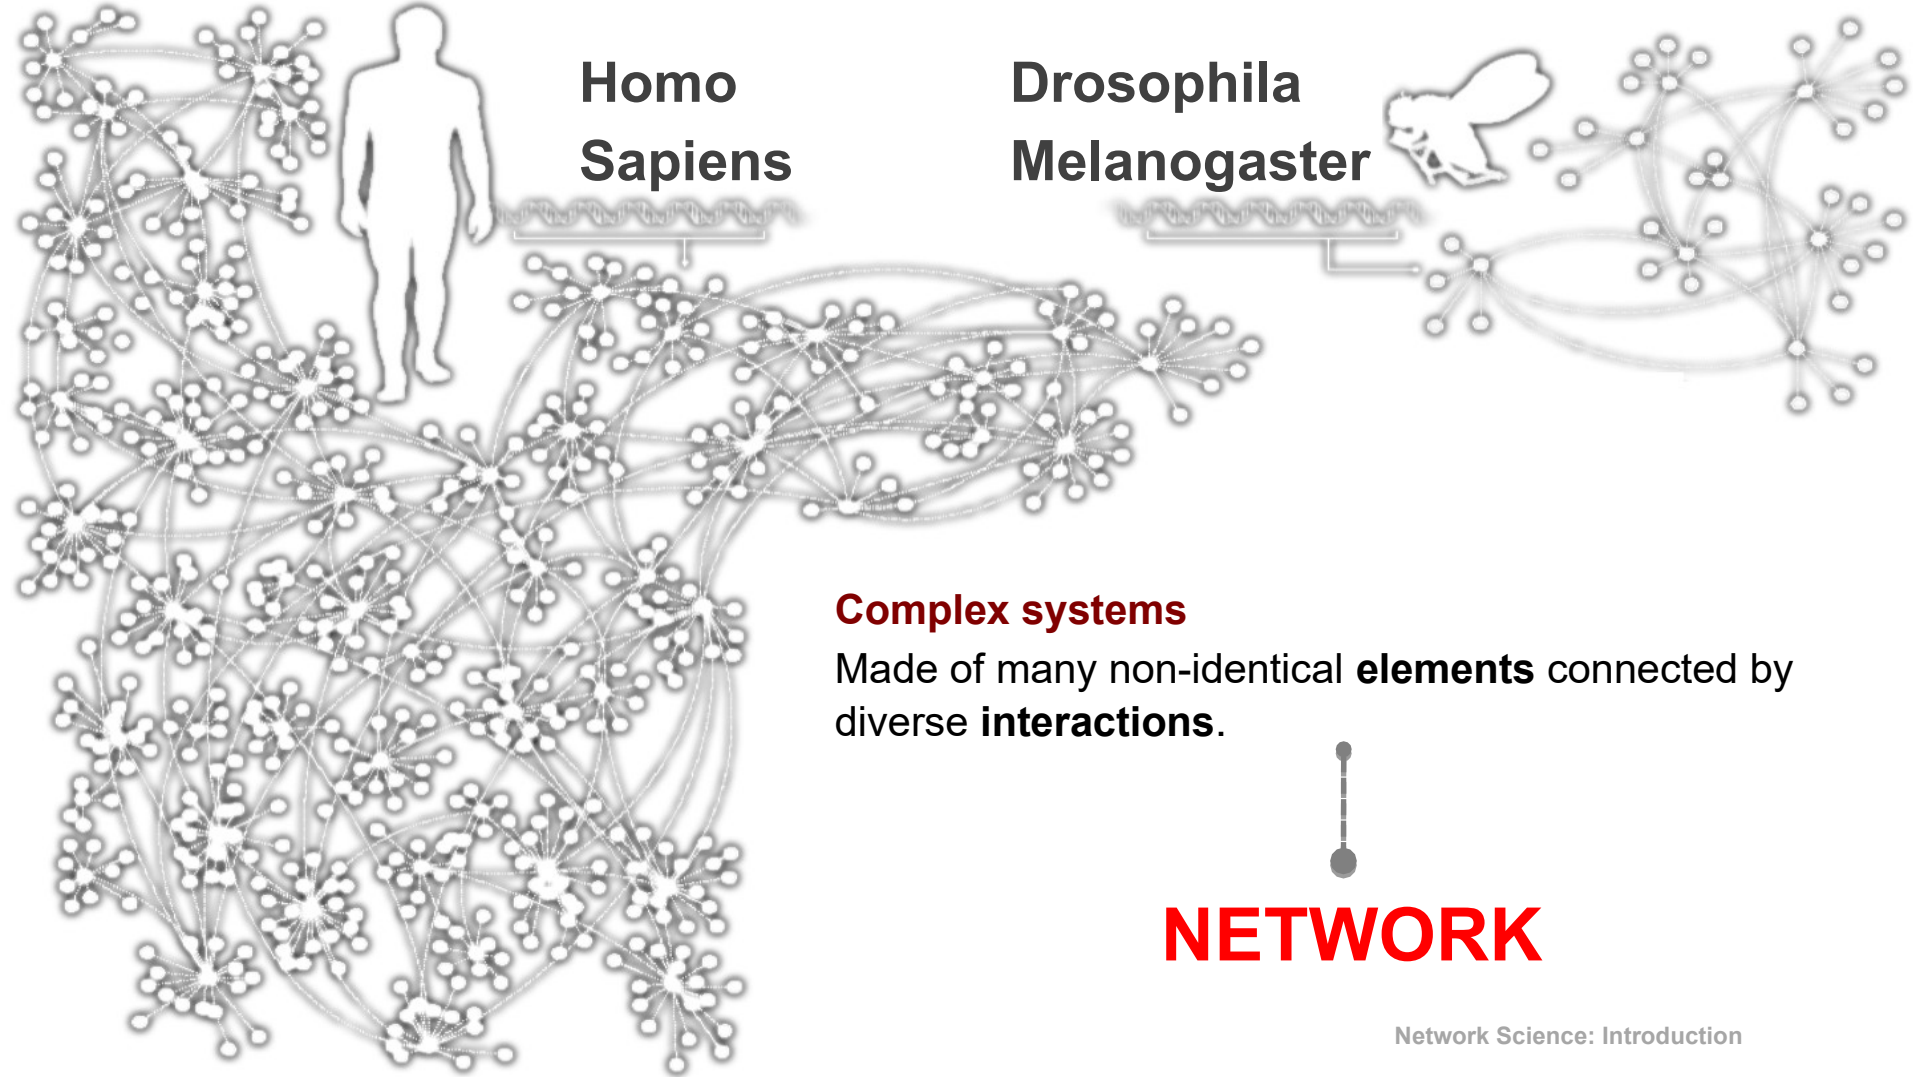 Homo
Sapiens
Drosophila
Melanogaster
Complex systems
Made of many non-identical elements connected by
diverse interactions.
NETWORK
Network Science: Introduction